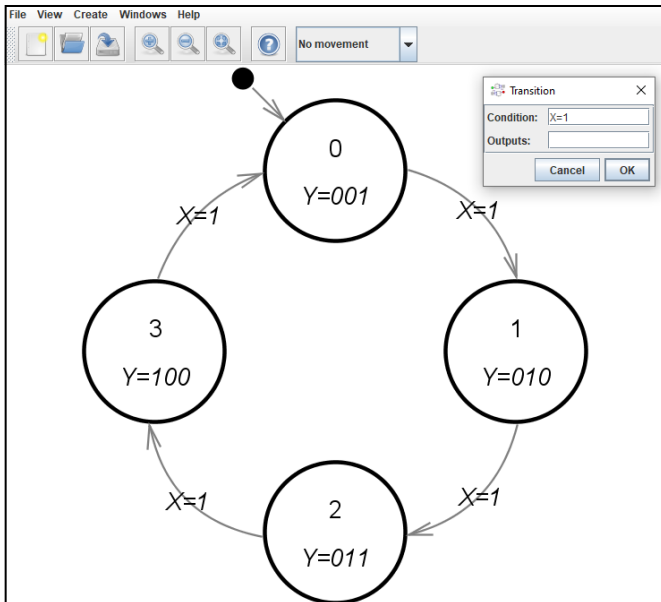 File View Create Windows Help
No movement
Transition
Condition: X=1
Outputs:
Cancel OK
0
Y=001
X=1
X=1
3
Y=100
1
Y=010
X=1
X=1
2
Y=011